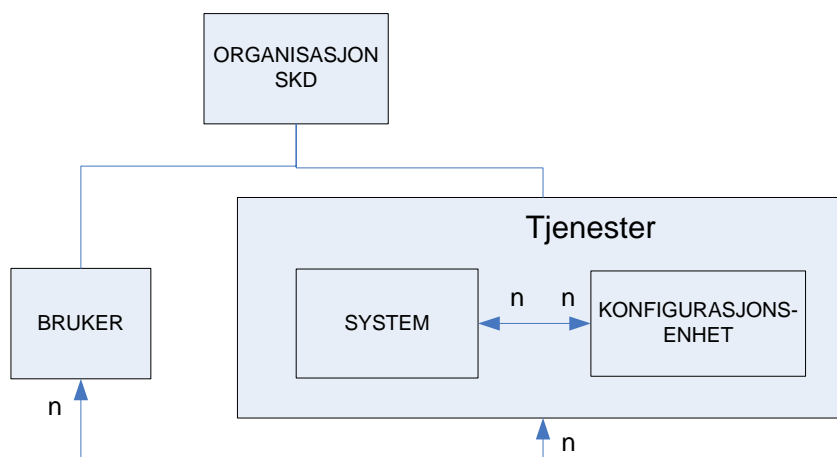 ORGANISASJON
SKD
Tjenester
BRUKER
SYSTEM
n n
KONFIGURASJONS-
ENHET
n
n